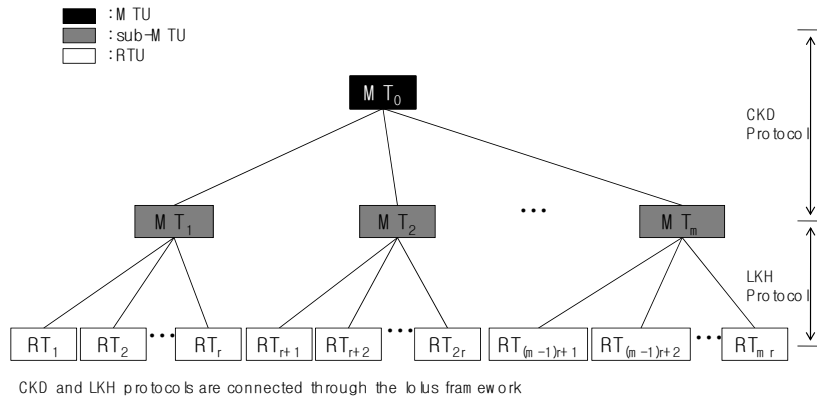 : MTU
: sub-MTU
: RTU
MT0
CKD
Protocol
MT1
MT2
...
MTm
LKH
Protocol
RT1
RT2
...
RTr
RTr+1
RTr+2
...
RT2r
RT(m-1)r+1
RT(m-1)r+2
...
RTmr
CKD and LKH protocols are connected through the Iolus framework